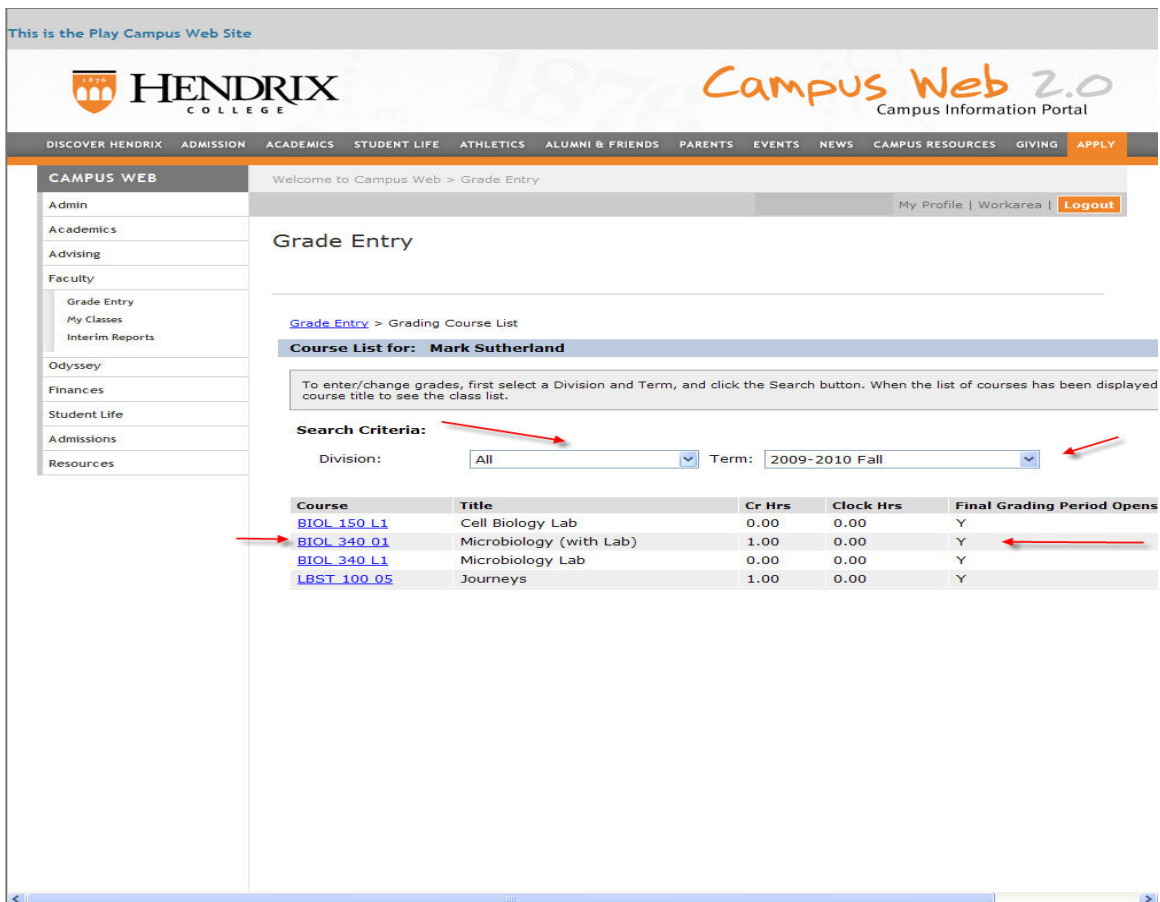 This is the Play Campus Web Site
1876
HENDRIX
COLLEGE
1876
Campus Web 2.0
Campus Information Portal
DISCOVER HENDRIX ADMISSION ACADEMICS STUDENT LIFE ATHLETICS ALUMNI & FRIENDS PARENTS EVENTS NEWS CAMPUS RESOURCES GIVING APPLY
CAMPUS WEB
Welcome to Campus Web > Grade Entry
Admin
My Profile | Workarea | Logout
Academics
Grade Entry
Advising
Faculty
Grade Entry
My Classes
Interim Reports
Odyssey
Finances
Student Life
Admissions
Resources
Grade Entry > Grading Course List
Course List for: Mark Sutherland
To enter/change grades, first select a Division and Term, and click the Search button. When the list of courses has been displayed
course title to see the class list.
Search Criteria:
Division: All Term: 2009-2010 Fall
Course Title Cr Hrs Clock Hrs Final Grading Period Opens
BIOL 150 L1 Cell Biology Lab 0.00 0.00 Y
BIOL 340 01 Microbiology (with Lab) 1.00 0.00 Y
BIOL 340 L1 Microbiology Lab 0.00 0.00 Y
LBST 100 05 Journeys 1.00 0.00 Y